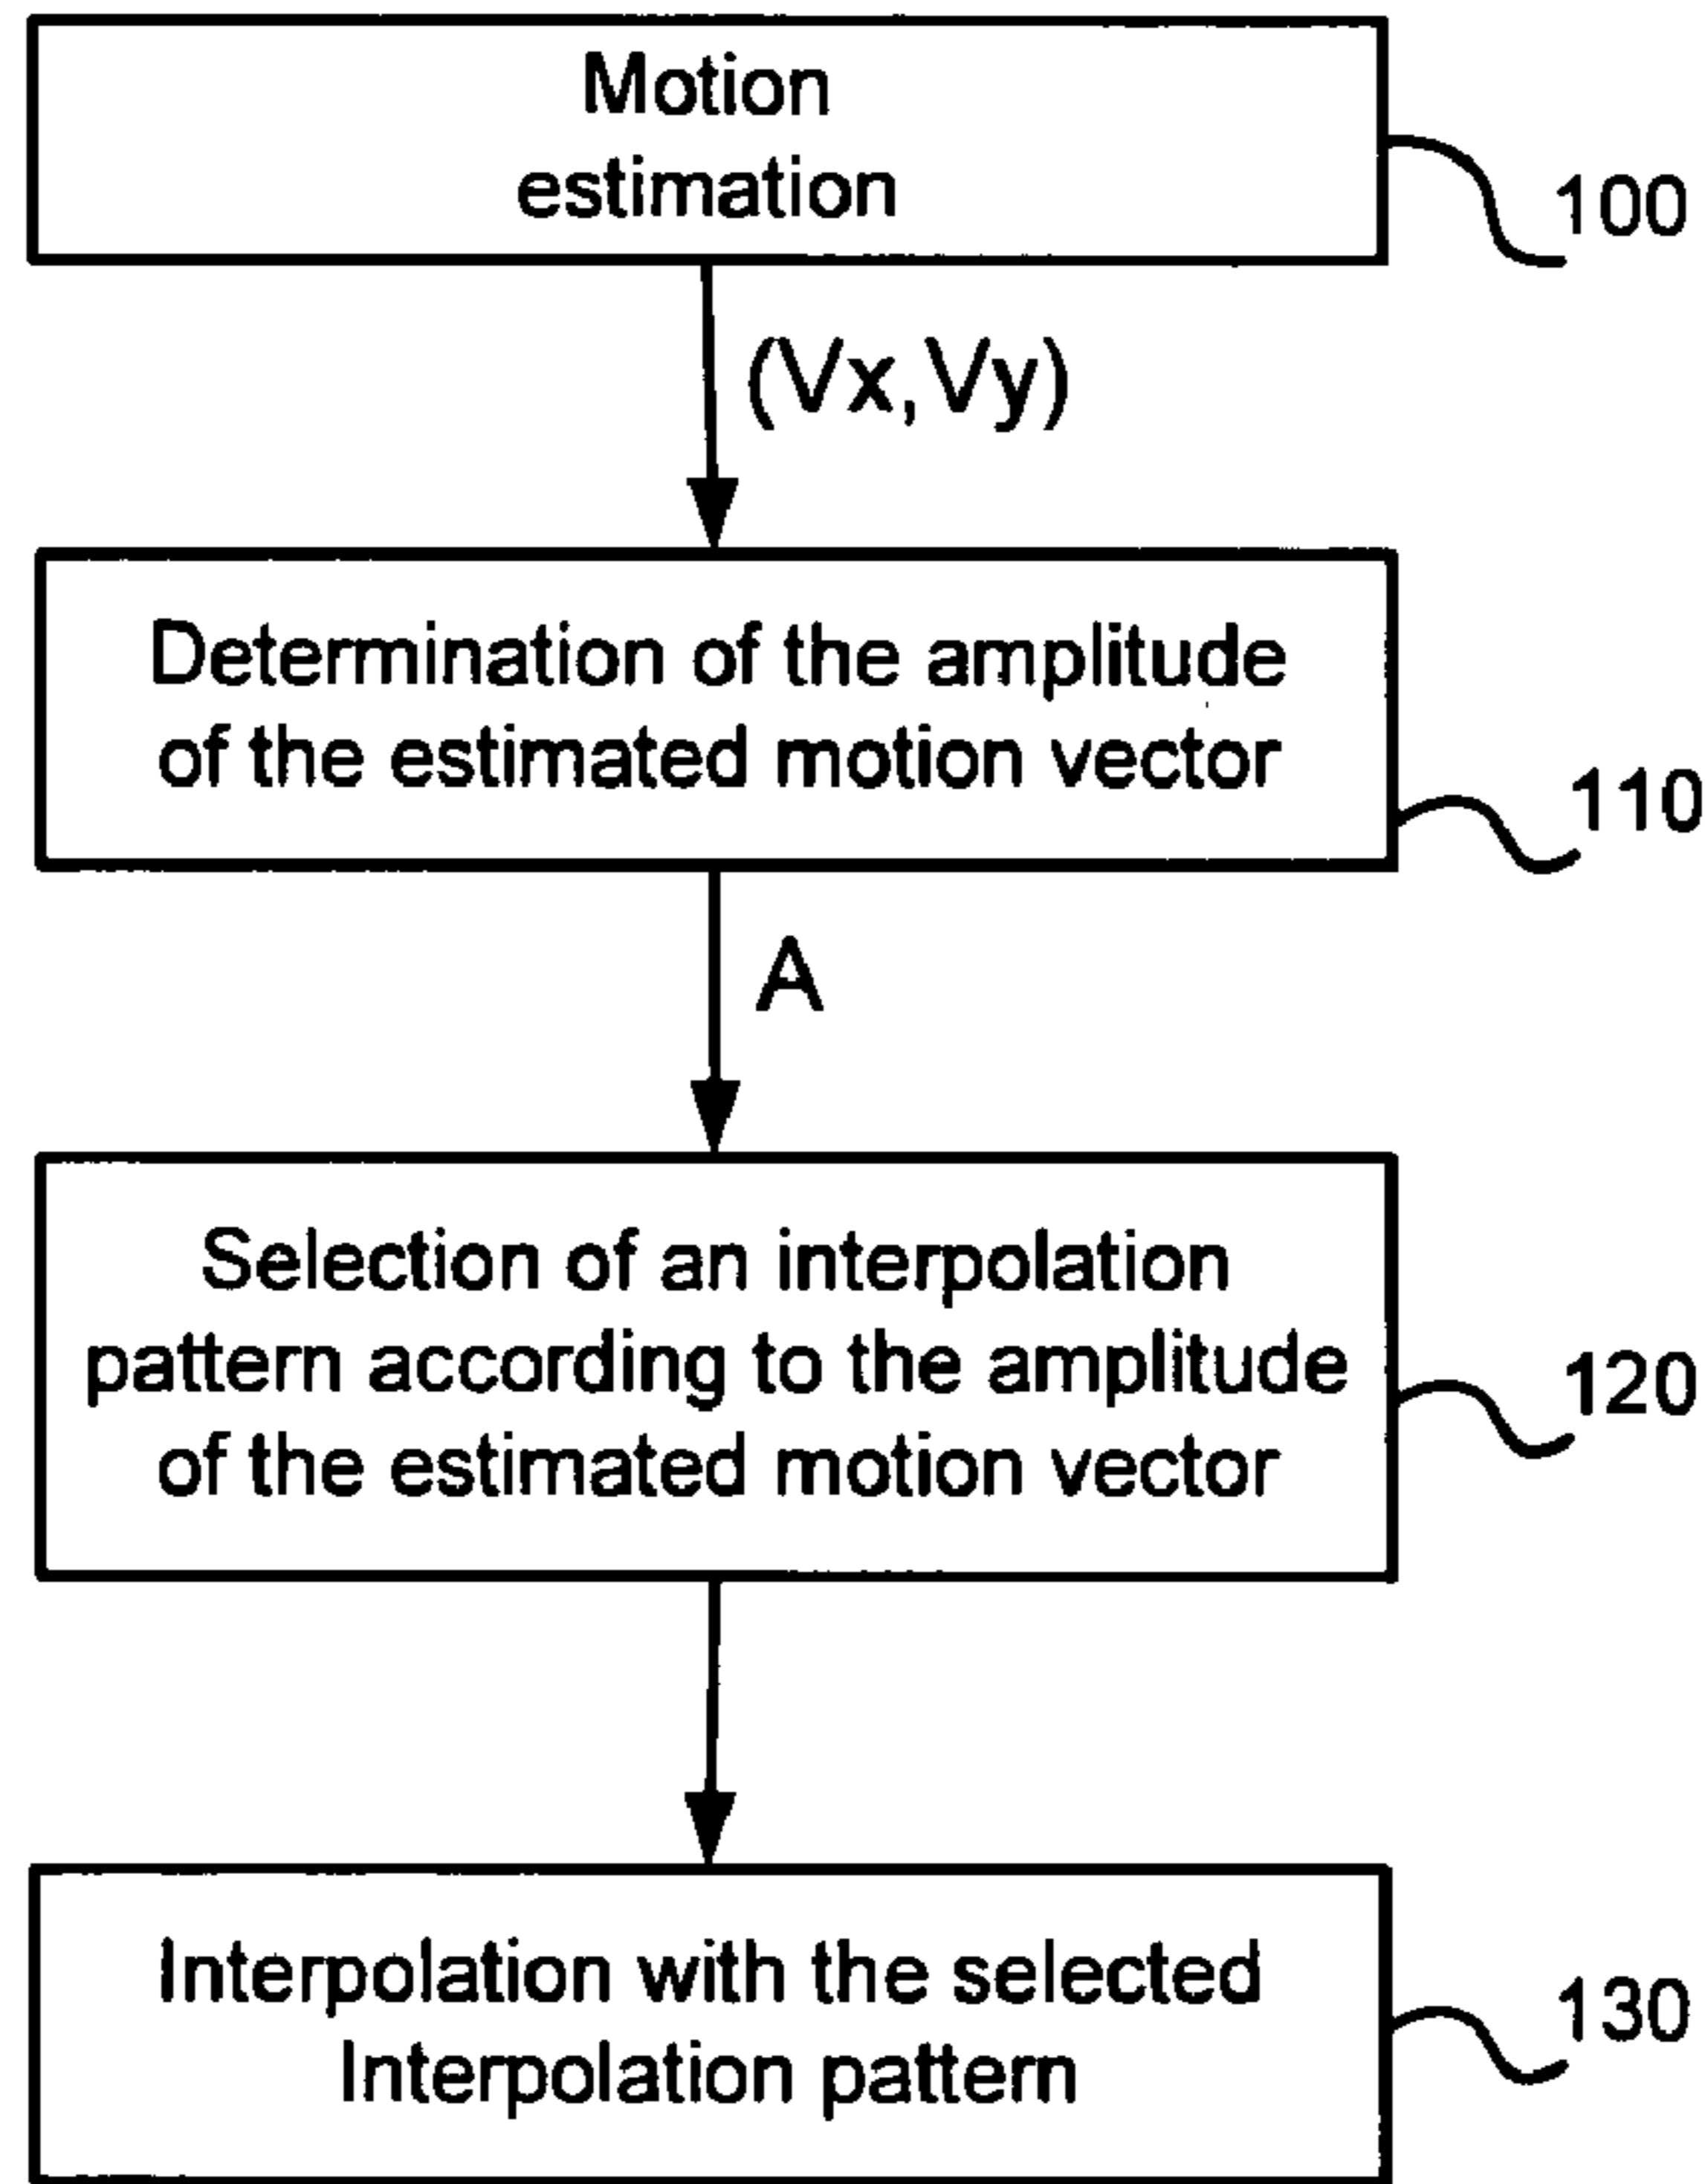 Motion
estimation
100
(Vx,Vy)
Determination of the amplitude
of the estimated motion vector
110
A
Selection of an interpolation
pattern according to the amplitude
of the estimated motion vector
120
Interpolation with the selected
Interpolation pattern
130